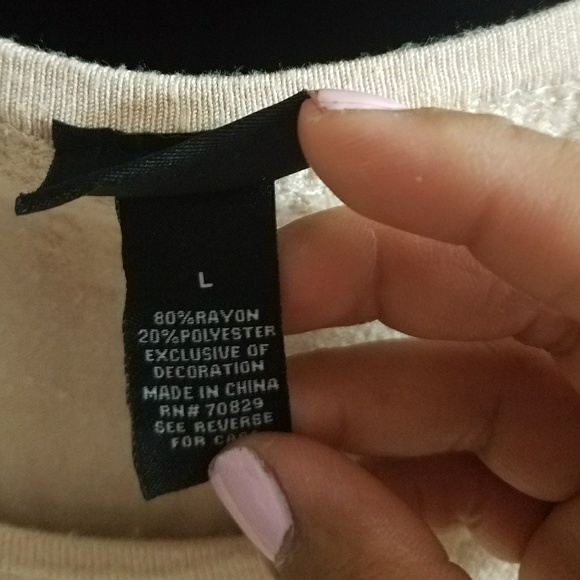 L
80%RAYON
20%POLYESTER
EXCLUSIVE OF
DECORATION
MADE IN CHINA
RN# 70829
SEE REVERSE
FOR